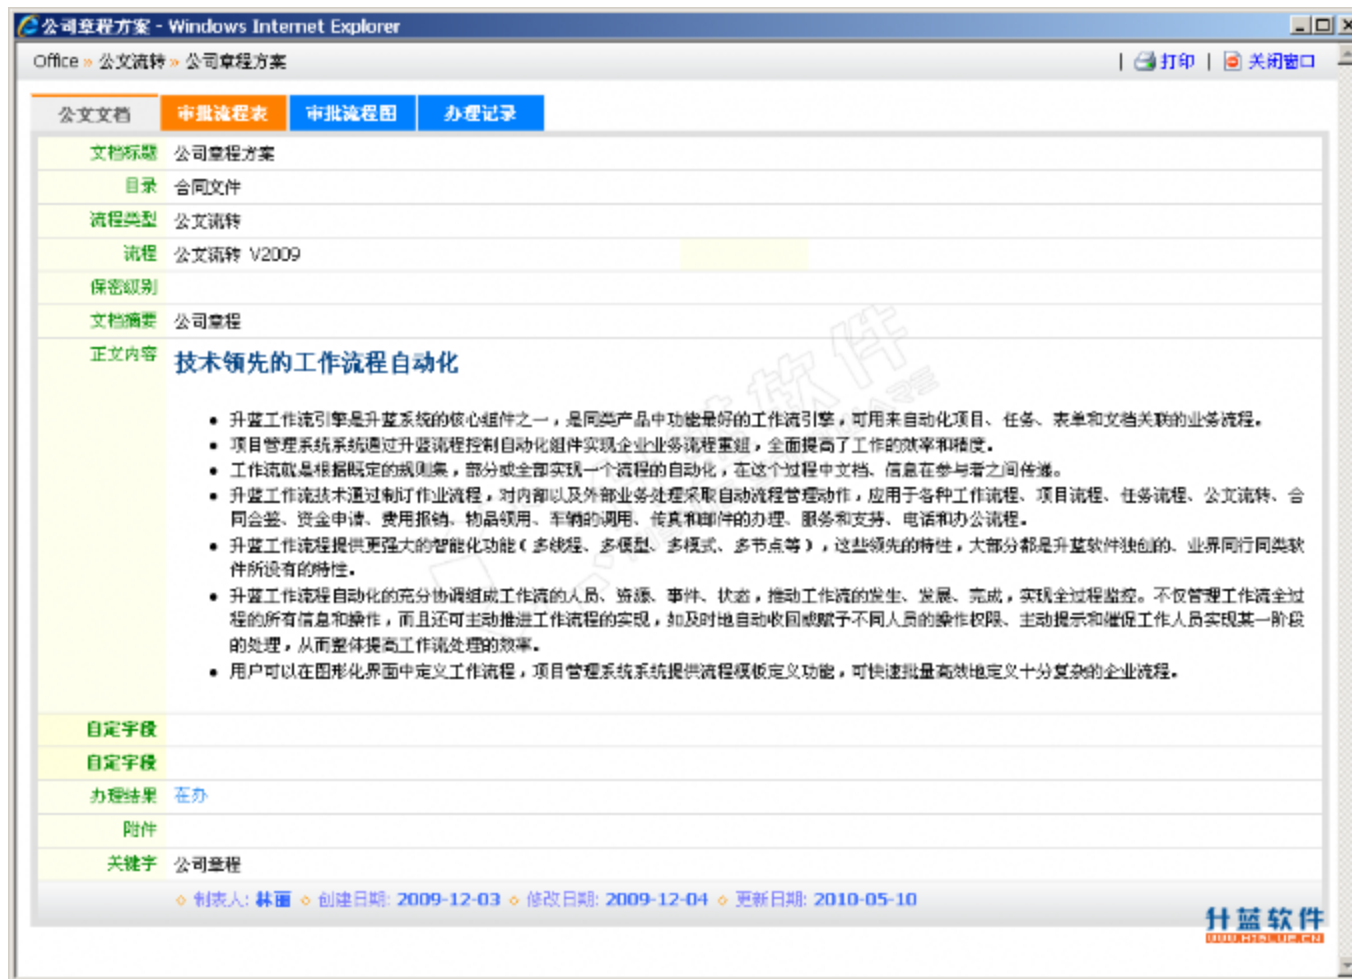 公司章程方案 - Windows Internet Explorer
Office » 公文流转 » 公司章程方案 | 打印 | 关闭窗口
公文文档 审批流程表 审批流程图 办理记录
文档标题 公司章程方案
目录 合同文件
流程类型 公文流转
流程 公文流转 V2009
保密级别
文档摘要 公司章程
正文内容 技术领先的工作流程自动化
• 升蓝工作流引擎是升蓝系统的核心组件之一，是同类产品中功能最好的工作流引擎，可用来自动化项目、任务、表单和文档关联的业务流程。
• 项目管理系统系统通过升蓝流程控制自动化组件实现企业业务流程重组，全面提高了工作的效率和精度。
• 工作流就是根据既定的规则集，部分或全部实现一个流程的自动化，在这个过程中文档、信息在参与者之间传递。
• 升蓝工作流技术通过制订作业流程，对内部以及外部业务处理采取自动流程管理动作，应用于各种工作流程、项目流程、任务流程、公文流转、合
同会签、资金申请、费用报销、物品领用、车辆的调用、传真和邮件的办理、服务和支持、电话和办公流程。
• 升蓝工作流程提供更强大的智能化功能（多线程、多模型、多模式、多节点等），这些领先的特性，大部分都是升蓝软件独创的、业界同行同类软
件所没有的特性。
• 升蓝工作流程自动化的充分协调组成工作流的人员、资源、事件、状态，推动工作流的发生、发展、完成，实现全过程监控。不仅管理工作流全过
程的所有信息和操作，而且还可主动推进工作流程的实现，如及时地自动收回或赋予不同人员的操作权限、主动提示和催促工作人员实现某一阶段
的处理，从而整体提高工作流处理的效率。
• 用户可以在图形化界面中定义工作流程，项目管理系统系统提供流程模板定义功能，可快速批量高效地定义十分复杂的企业流程。
自定字段
自定字段
办理结果 在办
附件
关键字 公司章程
◇ 制表人: 林丽 ◇ 创建日期: 2009-12-03 ◇ 修改日期: 2009-12-04 ◇ 更新日期: 2010-05-10
升蓝软件